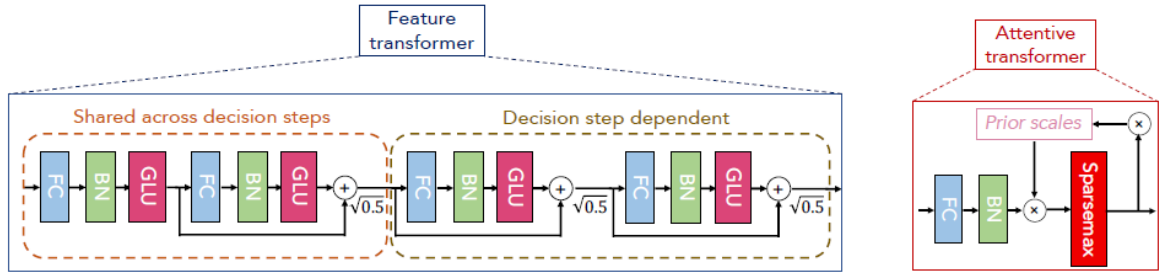 Feature
transformer
Attentive
transformer
Shared across decision steps
Decision step dependent
FC
BN
GLU
FC
BN
GLU
+
√0.5
FC
BN
GLU
+
√0.5
FC
BN
GLU
+
√0.5
Prior scales
×
FC
BN
×
Sparsemax